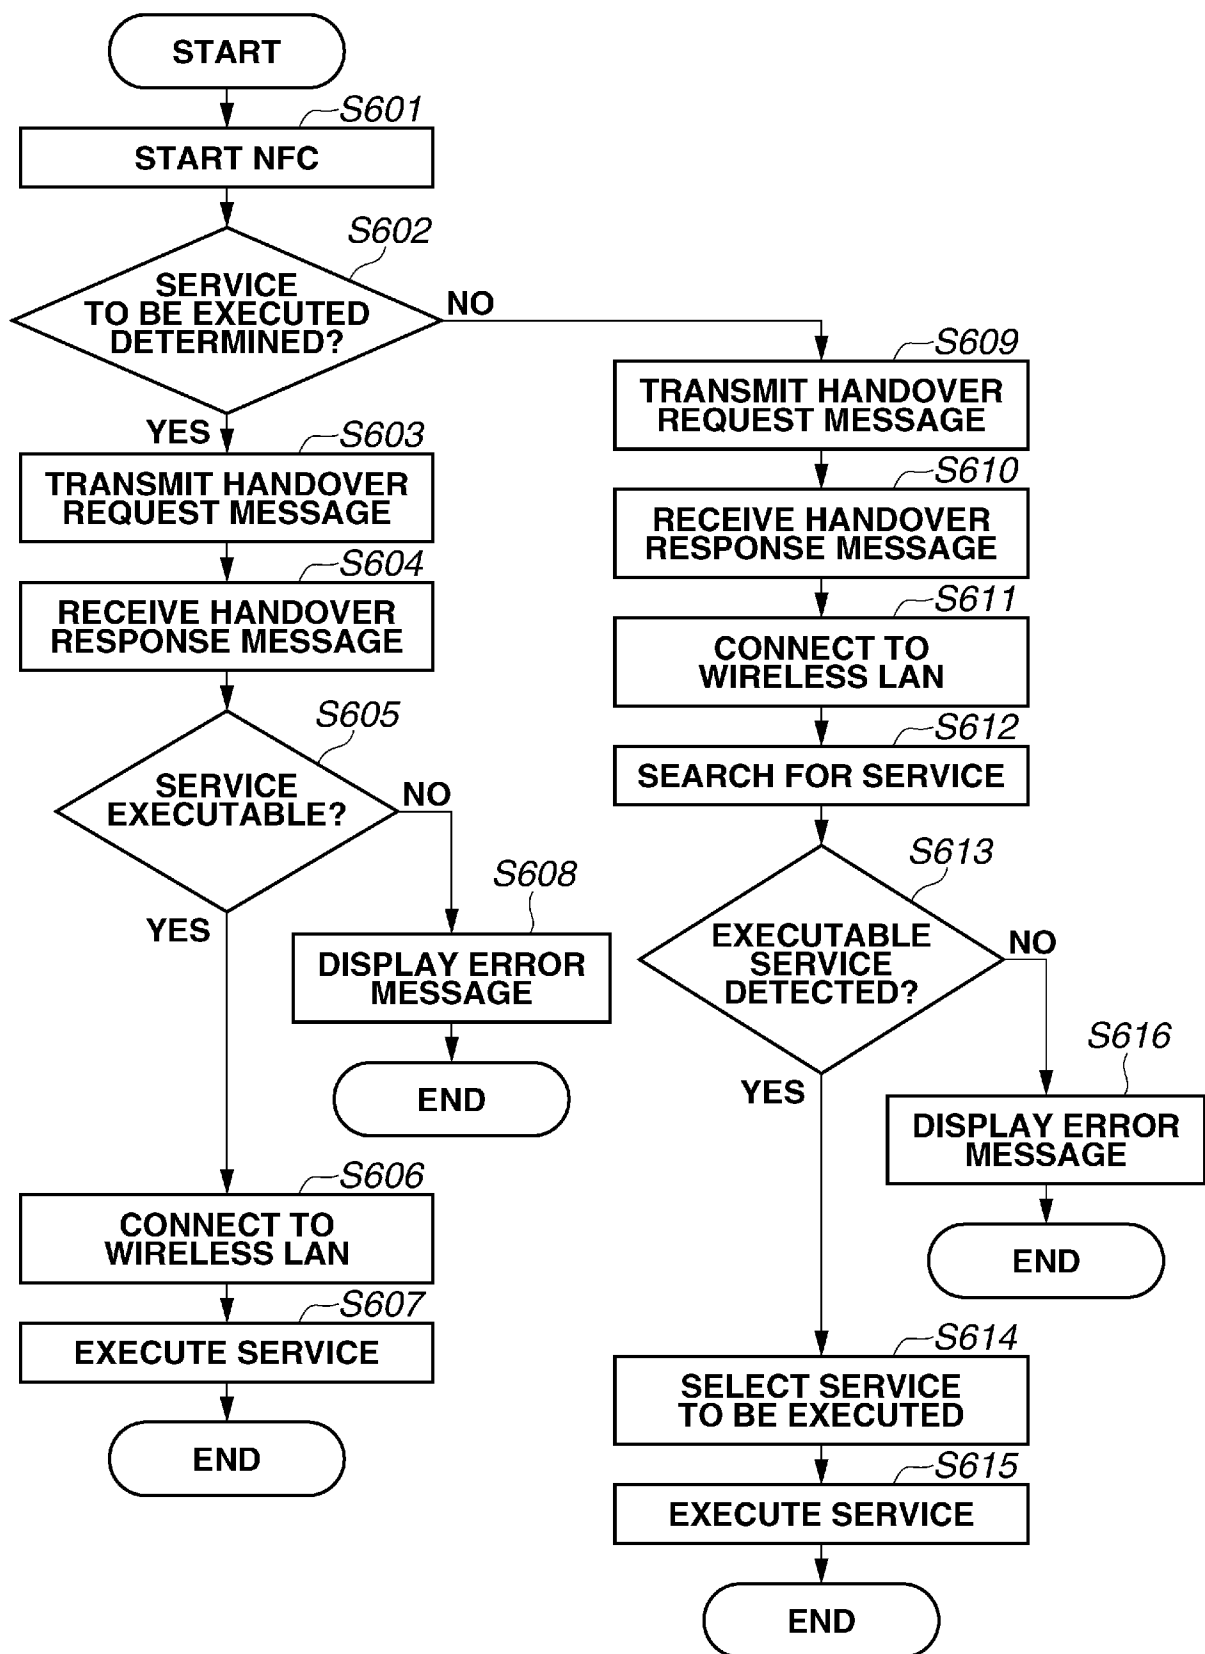 START
S601
START NFC
S602
SERVICE
TO BE EXECUTED
DETERMINED?
NO
YES
S603
TRANSMIT HANDOVER
REQUEST MESSAGE
S604
RECEIVE HANDOVER
RESPONSE MESSAGE
S605
SERVICE
EXECUTABLE?
NO
YES
S608
DISPLAY ERROR
MESSAGE
END
S606
CONNECT TO
WIRELESS LAN
S607
EXECUTE SERVICE
END
S609
TRANSMIT HANDOVER
REQUEST MESSAGE
S610
RECEIVE HANDOVER
RESPONSE MESSAGE
S611
CONNECT TO
WIRELESS LAN
S612
SEARCH FOR SERVICE
S613
EXECUTABLE
SERVICE
DETECTED?
NO
YES
S616
DISPLAY ERROR
MESSAGE
END
S614
SELECT SERVICE
TO BE EXECUTED
S615
EXECUTE SERVICE
END